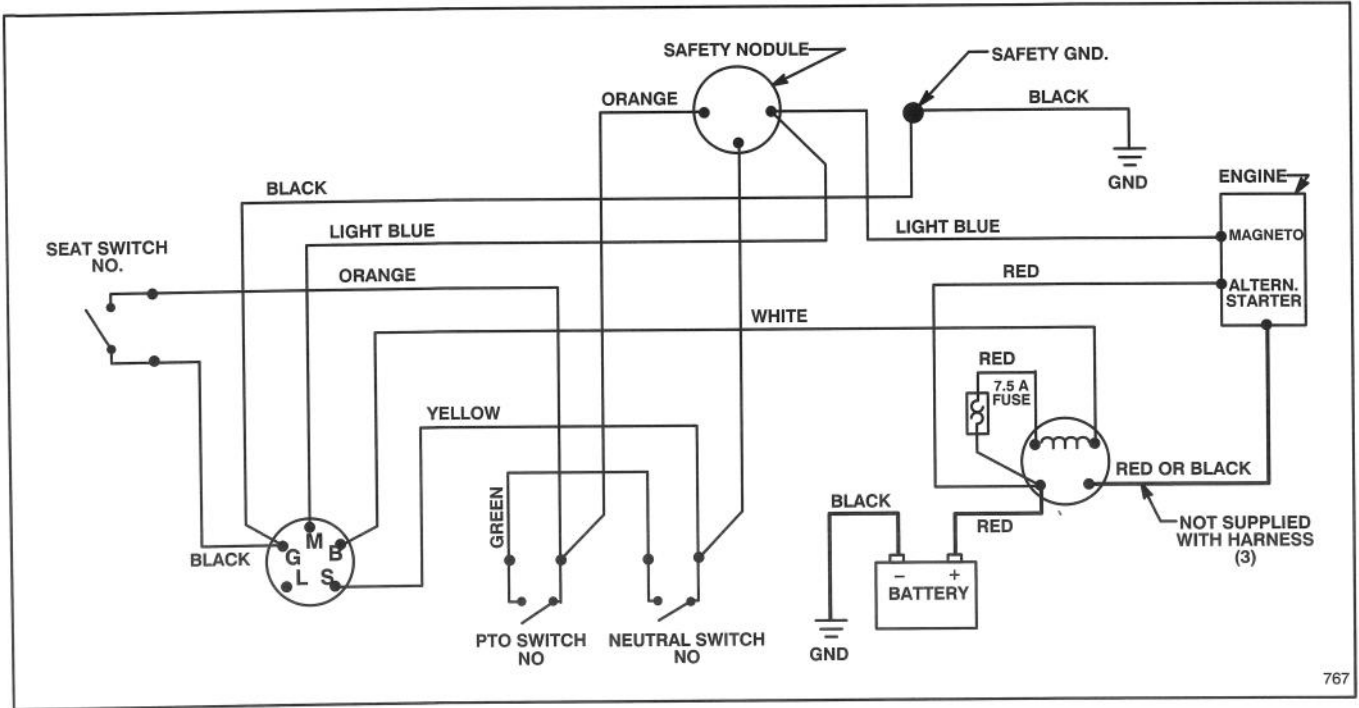 SAFETY NODULE
SAFETY GND.
ORANGE
BLACK
GND
ENGINE
BLACK
LIGHT BLUE
LIGHT BLUE
MAGNETO
SEAT SWITCH
NO.
ORANGE
RED
ALTERN.
STARTER
WHITE
RED
7.5 A
FUSE
YELLOW
RED OR BLACK
GREEN
BLACK
RED
NOT SUPPLIED
WITH HARNESS
(3)
BLACK
M
G
B
L
S
– +
BATTERY
PTO SWITCH
NO
NEUTRAL SWITCH
NO
GND
767